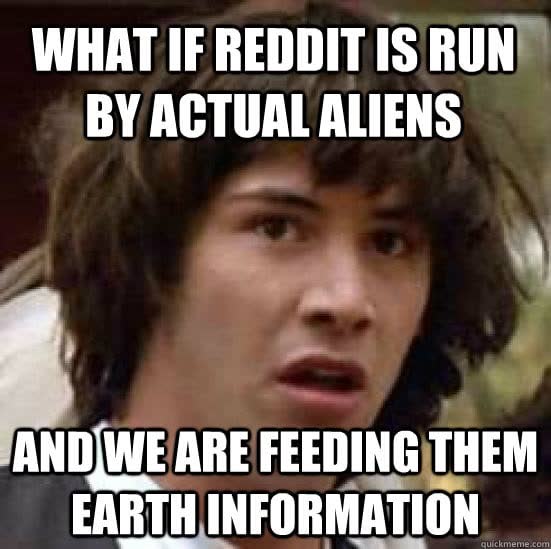 WHAT IF REDDIT IS RUN
BY ACTUAL ALIENS
AND WE ARE FEEDING THEM
EARTH INFORMATION
quickmeme.com